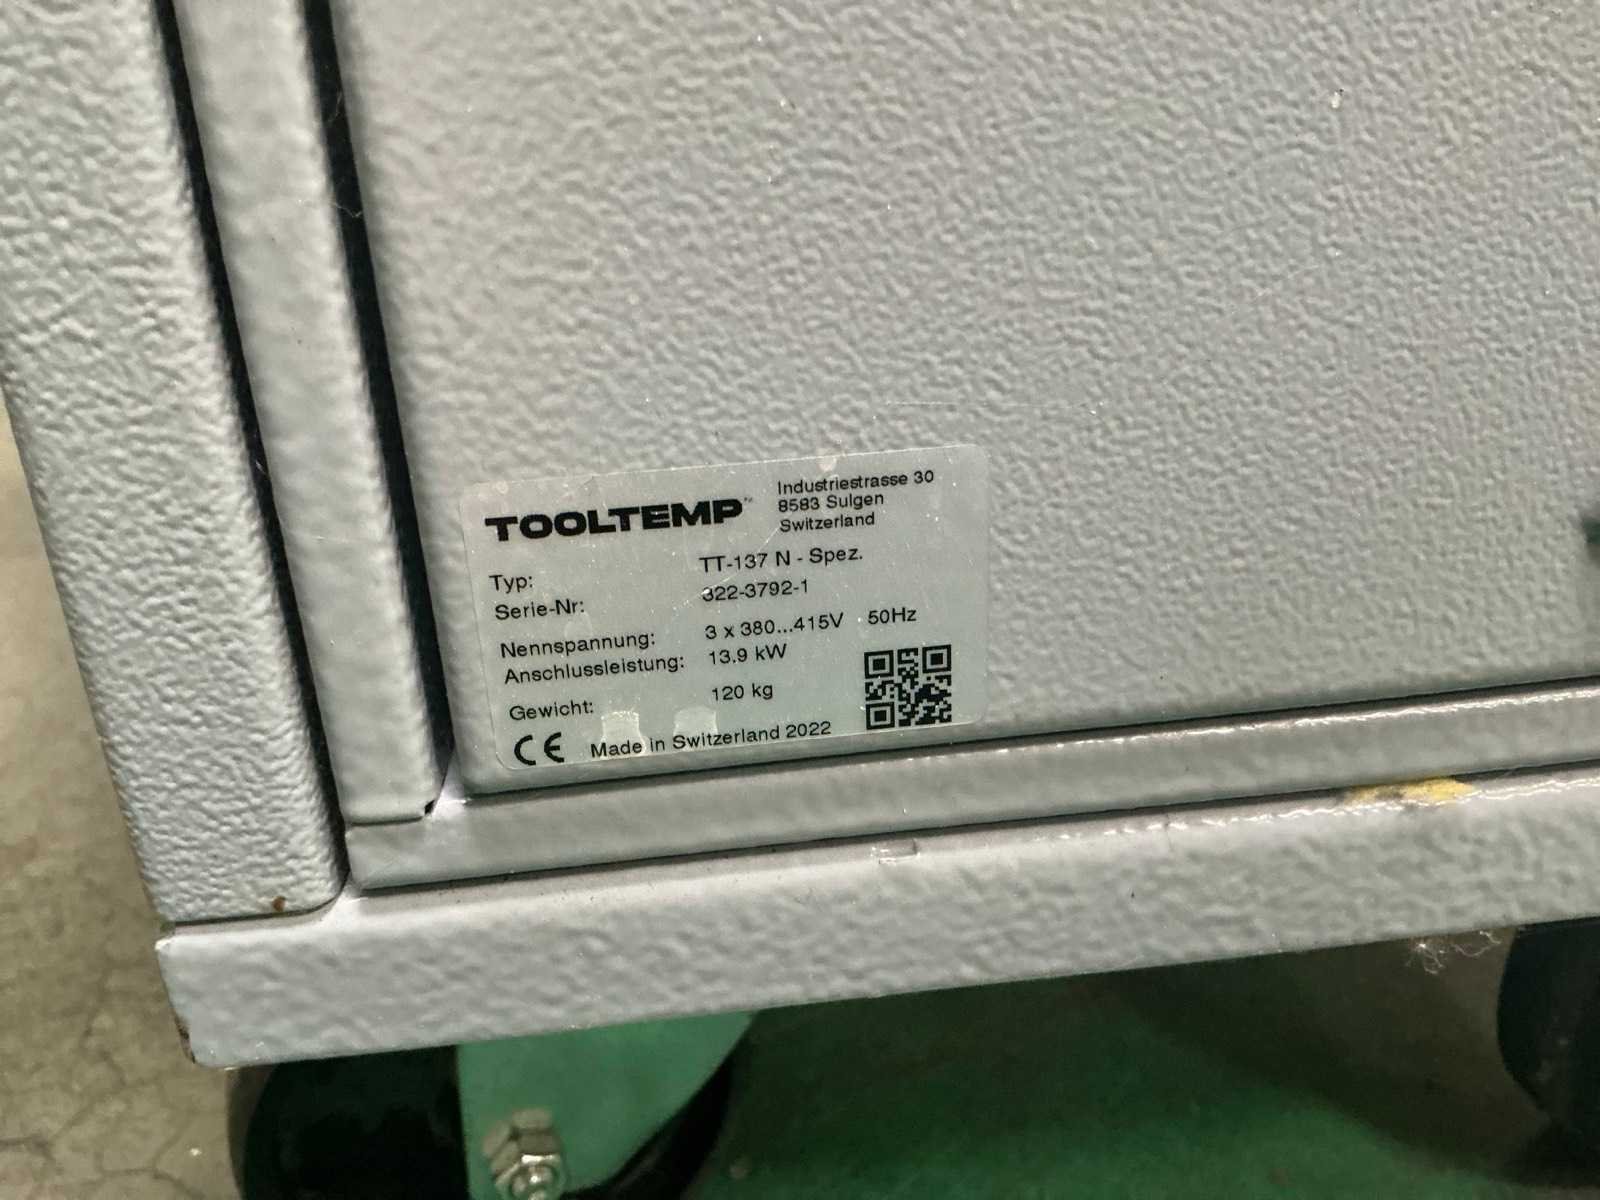 TOOLTEMP™
Industriestrasse 30
8583 Sulgen
Switzerland
Typ: TT-137 N - Spez.
Serie-Nr: 322-3792-1
Nennspannung: 3 x 380...415V 50Hz
Anschlussleistung: 13.9 kW
Gewicht: 120 kg
CE Made in Switzerland 2022